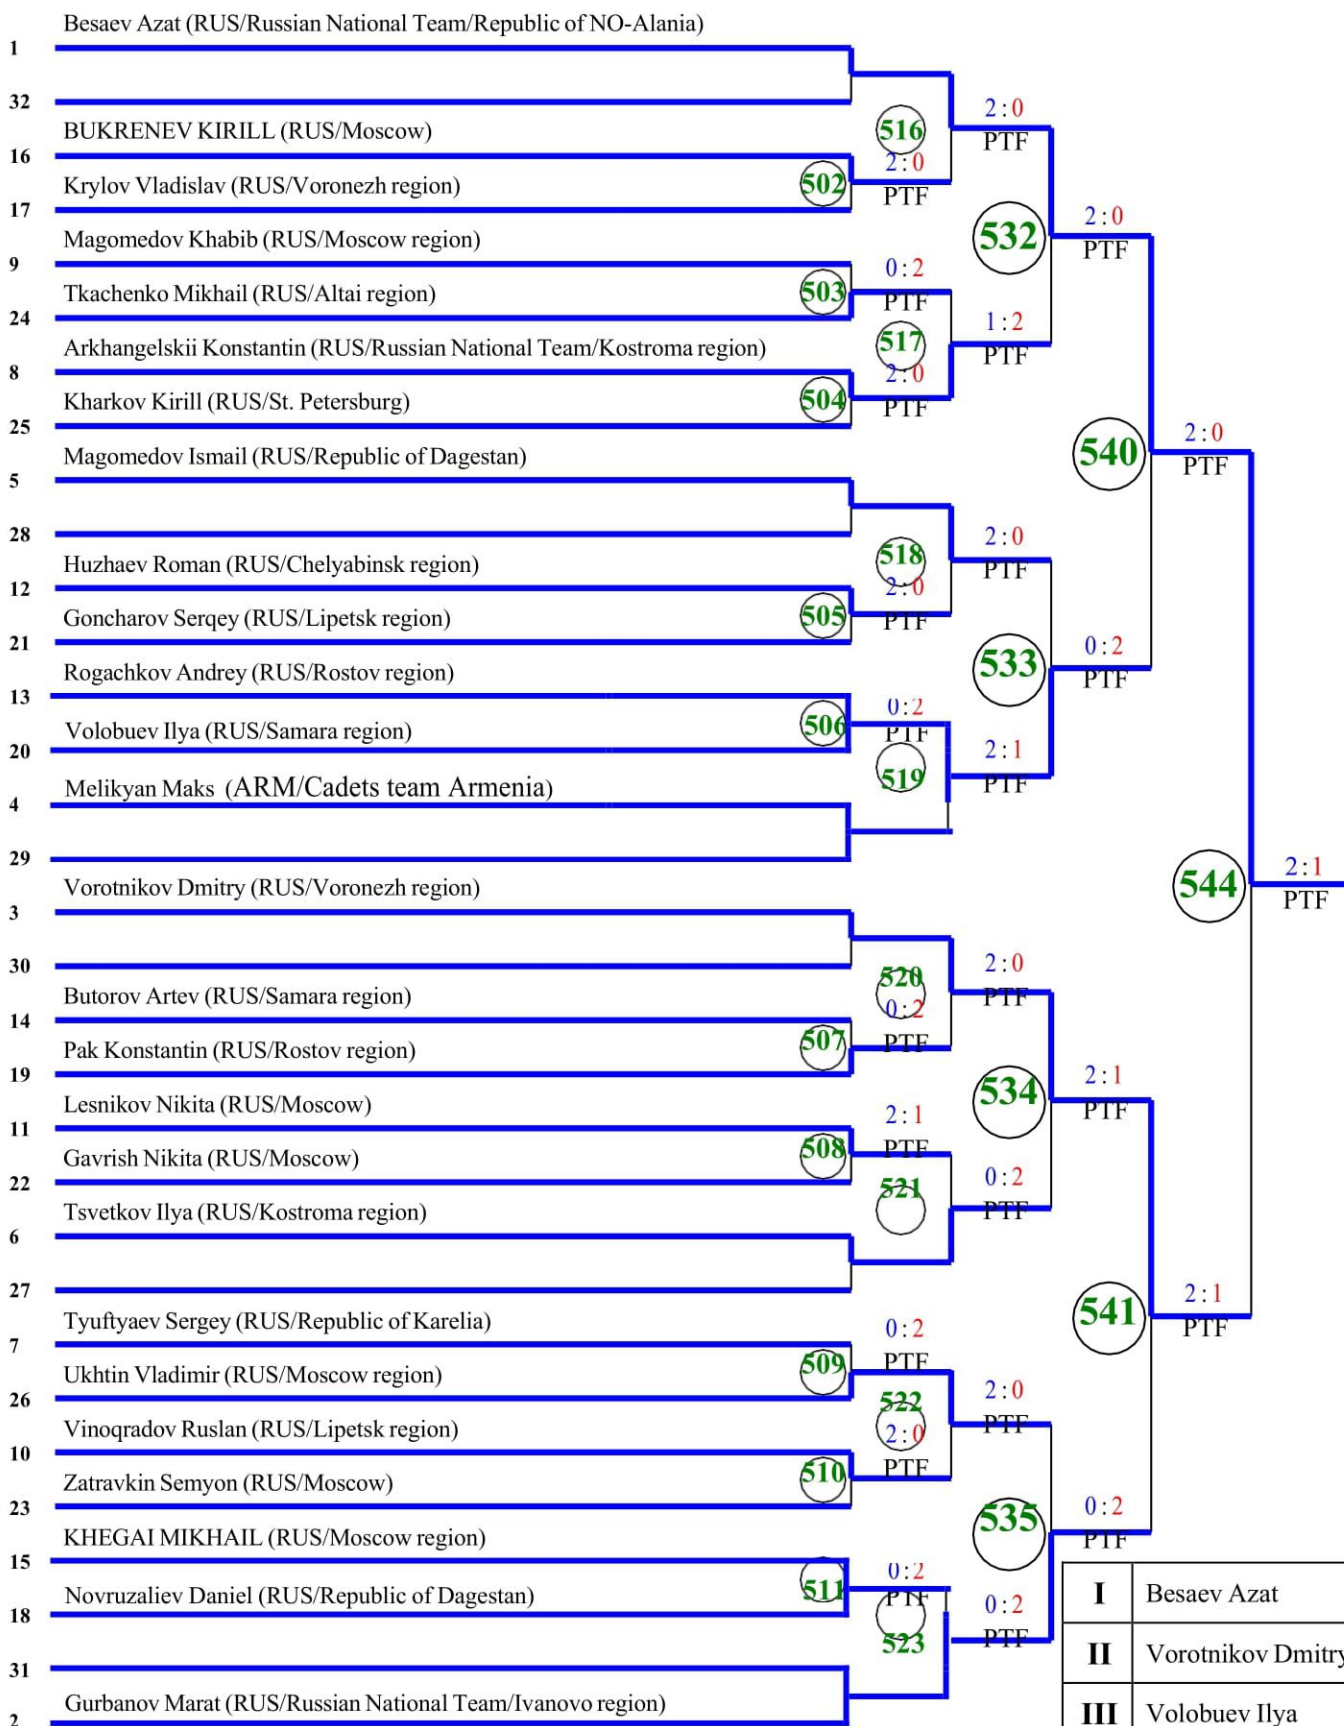 Besaev Azat (RUS/Russian National Team/Republic of NO-Alania)
1
32
2:0
PTF
BUKRENEV KIRILL (RUS/Moscow)
516
16
2:0
PTF
Krylov Vladislav (RUS/Voronezh region)
502
17
2:0
PTF
532
Magomedov Khabib (RUS/Moscow region)
9
0:2
PTF
Tkachenko Mikhail (RUS/Altai region)
503
24
1:2
PTF
517
Arkhangelskii Konstantin (RUS/Russian National Team/Kostroma region)
8
2:0
PTF
Kharkov Kirill (RUS/St. Petersburg)
504
25
2:0
PTF
540
Magomedov Ismail (RUS/Republic of Dagestan)
5
28
2:0
PTF
518
Huzhaev Roman (RUS/Chelyabinsk region)
12
2:0
PTF
Goncharov Serqey (RUS/Lipetsk region)
505
21
0:2
PTF
533
Rogachkov Andrey (RUS/Rostov region)
13
0:2
PTF
Volobuev Ilya (RUS/Samara region)
506
20
2:1
PTF
519
Melikyan Maks (ARM/Cadets team Armenia)
4
29
2:1
PTF
544
Vorotnikov Dmitry (RUS/Voronezh region)
3
30
2:0
PTF
520
Butorov Artev (RUS/Samara region)
14
0:2
PTF
Pak Konstantin (RUS/Rostov region)
507
19
2:1
PTF
534
Lesnikov Nikita (RUS/Moscow)
11
2:1
PTF
Gavrish Nikita (RUS/Moscow)
508
22
0:2
PTF
521
Tsvetkov Ilya (RUS/Kostroma region)
6
27
2:1
PTF
541
Tyuftyaev Sergey (RUS/Republic of Karelia)
7
0:2
PTF
Ukhtin Vladimir (RUS/Moscow region)
509
26
2:0
PTF
522
Vinoqradov Ruslan (RUS/Lipetsk region)
10
2:0
PTF
Zatravkin Semyon (RUS/Moscow)
510
23
0:2
PTF
535
KHEGAI MIKHAIL (RUS/Moscow region)
15
0:2
PTF
Novruzaliev Daniel (RUS/Republic of Dagestan)
511
18
0:2
PTF
523
31
Gurbanov Marat (RUS/Russian National Team/Ivanovo region)
2
I Besaev Azat
II Vorotnikov Dmitry
III Volobuev Ilya